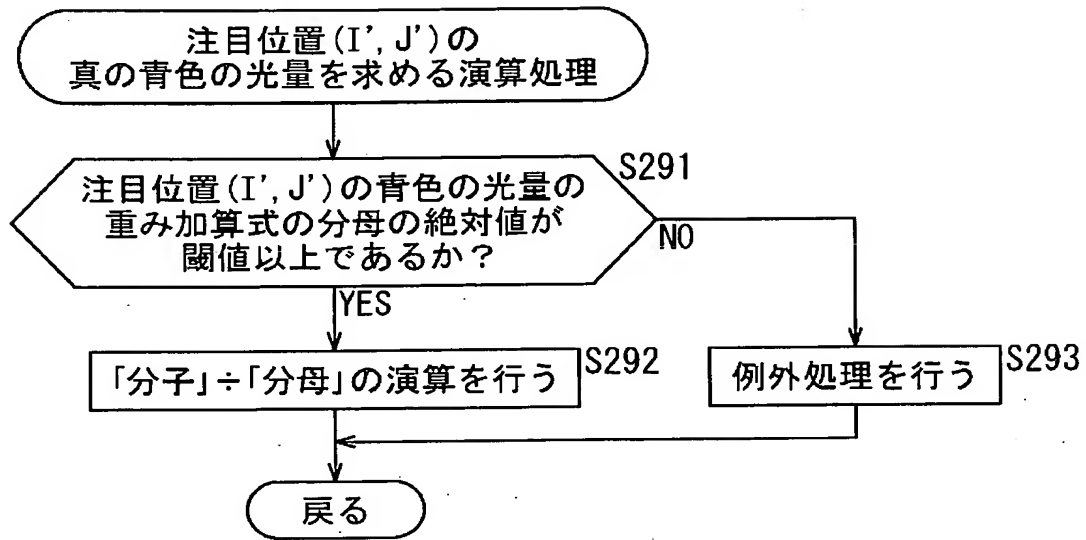 注目位置(I', J')の
真の青色の光量を求める演算処理
S291
注目位置(I', J')の青色の光量の
重み加算式の分母の絶対値が
閾値以上であるか？
NO
YES
「分子」÷「分母」の演算を行う
S292
例外処理を行う
S293
戻る